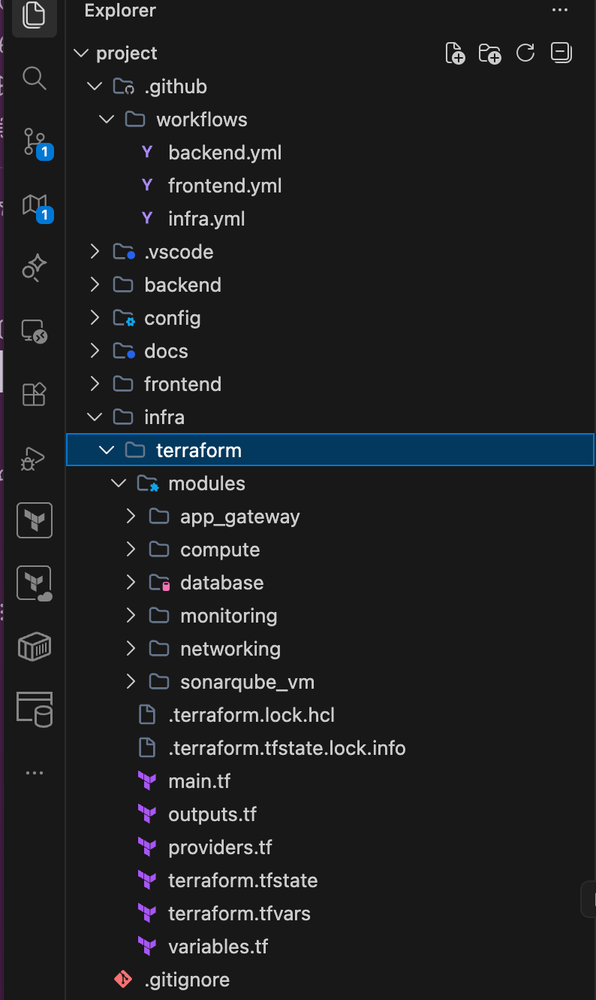 Explorer
project
.github
workflows
Y backend.yml
Y frontend.yml
Y infra.yml
1
1
.vscode
backend
config
docs
frontend
infra
terraform
modules
app_gateway
compute
database
monitoring
networking
sonarqube_vm
.terraform.lock.hcl
.terraform.tfstate.lock.info
main.tf
outputs.tf
providers.tf
terraform.tfstate
terraform.tfvars
variables.tf
.gitignore